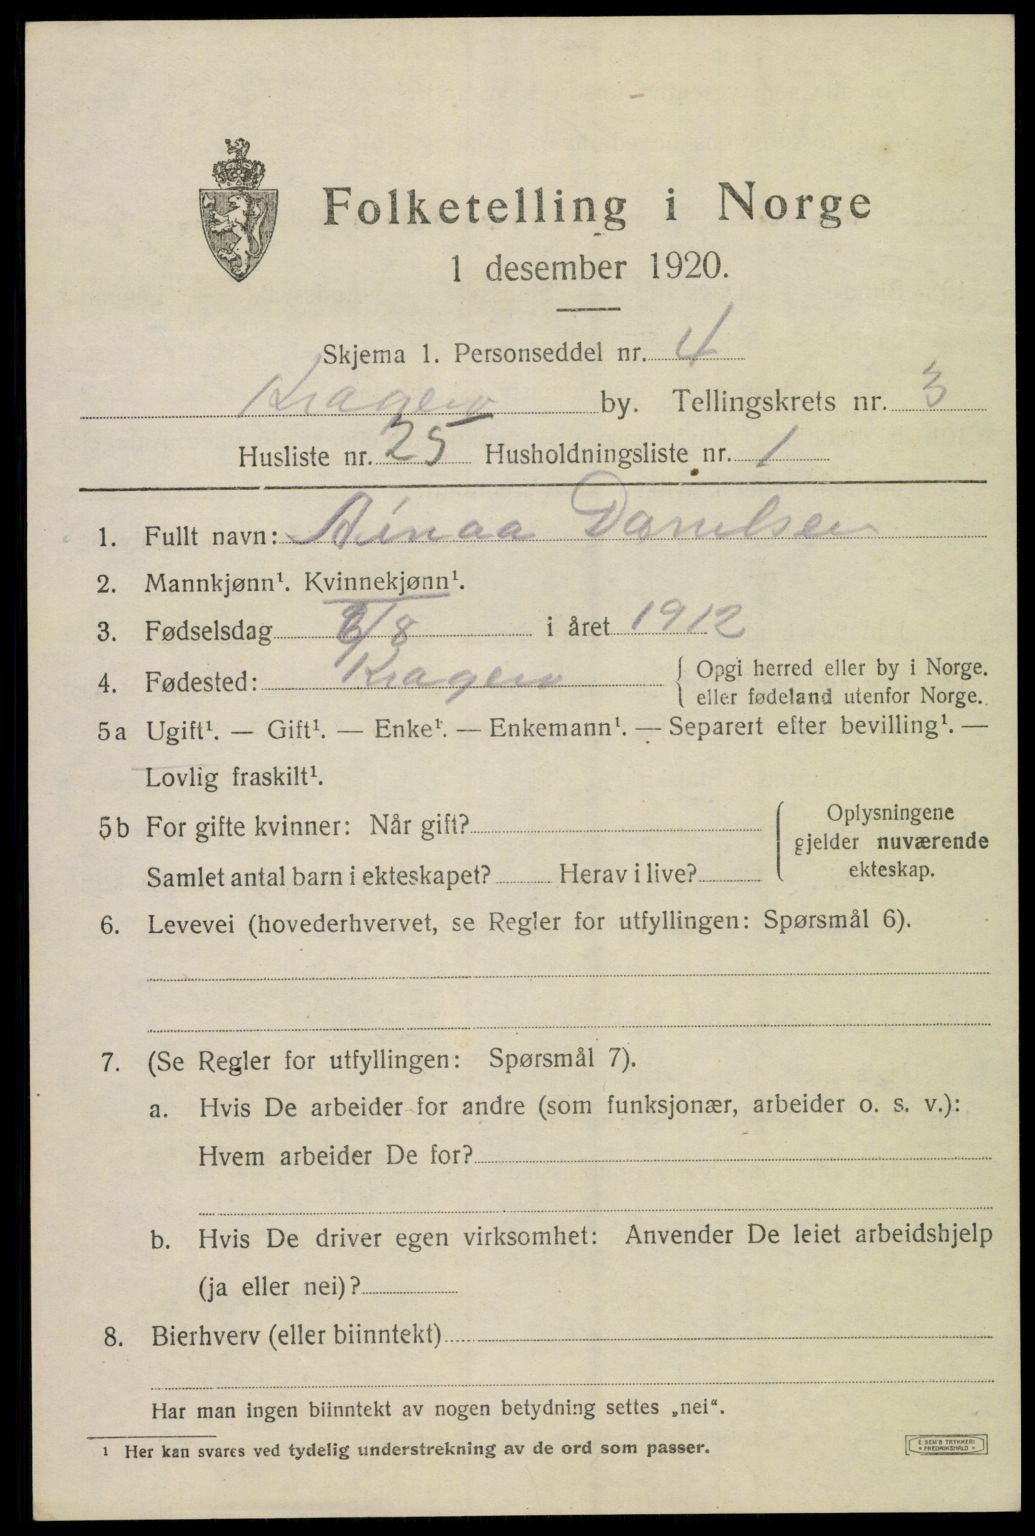 Folketelling i Norge
1 desember 1920.
Skjema 1. Personseddel nr. 4
Kragerø by. Tellingskrets nr. 3
Husliste nr. 25 Husholdningsliste nr. 1
1. Fullt navn: Ainaa Danielsen
2. Mannkjønn¹. Kvinnekjønn¹.
3. Fødselsdag /8 i året 1912
4. Fødested: Kragerø { Opgi herred eller by i Norge.
eller fødeland utenfor Norge.
5a Ugift¹. — Gift¹. — Enke¹. — Enkemann¹. — Separert efter bevilling¹. —
Lovlig fraskilt¹.
5b For gifte kvinner: Når gift?
Samlet antal barn i ekteskapet? Herav i live?
Oplysningene
gjelder nuværende
ekteskap.
6. Levevei (hovederhvervet, se Regler for utfyllingen: Spørsmål 6).
7. (Se Regler for utfyllingen: Spørsmål 7).
a. Hvis De arbeider for andre (som funksjonær, arbeider o. s. v.):
Hvem arbeider De for?
b. Hvis De driver egen virksomhet: Anvender De leiet arbeidshjelp
(ja eller nei)?
8. Bierhverv (eller biinntekt)
Har man ingen biinntekt av nogen betydning settes „nei".
¹ Her kan svares ved tydelig understrekning av de ord som passer.
E. SEM'S TRYKKERI
FREDRIKSHALD